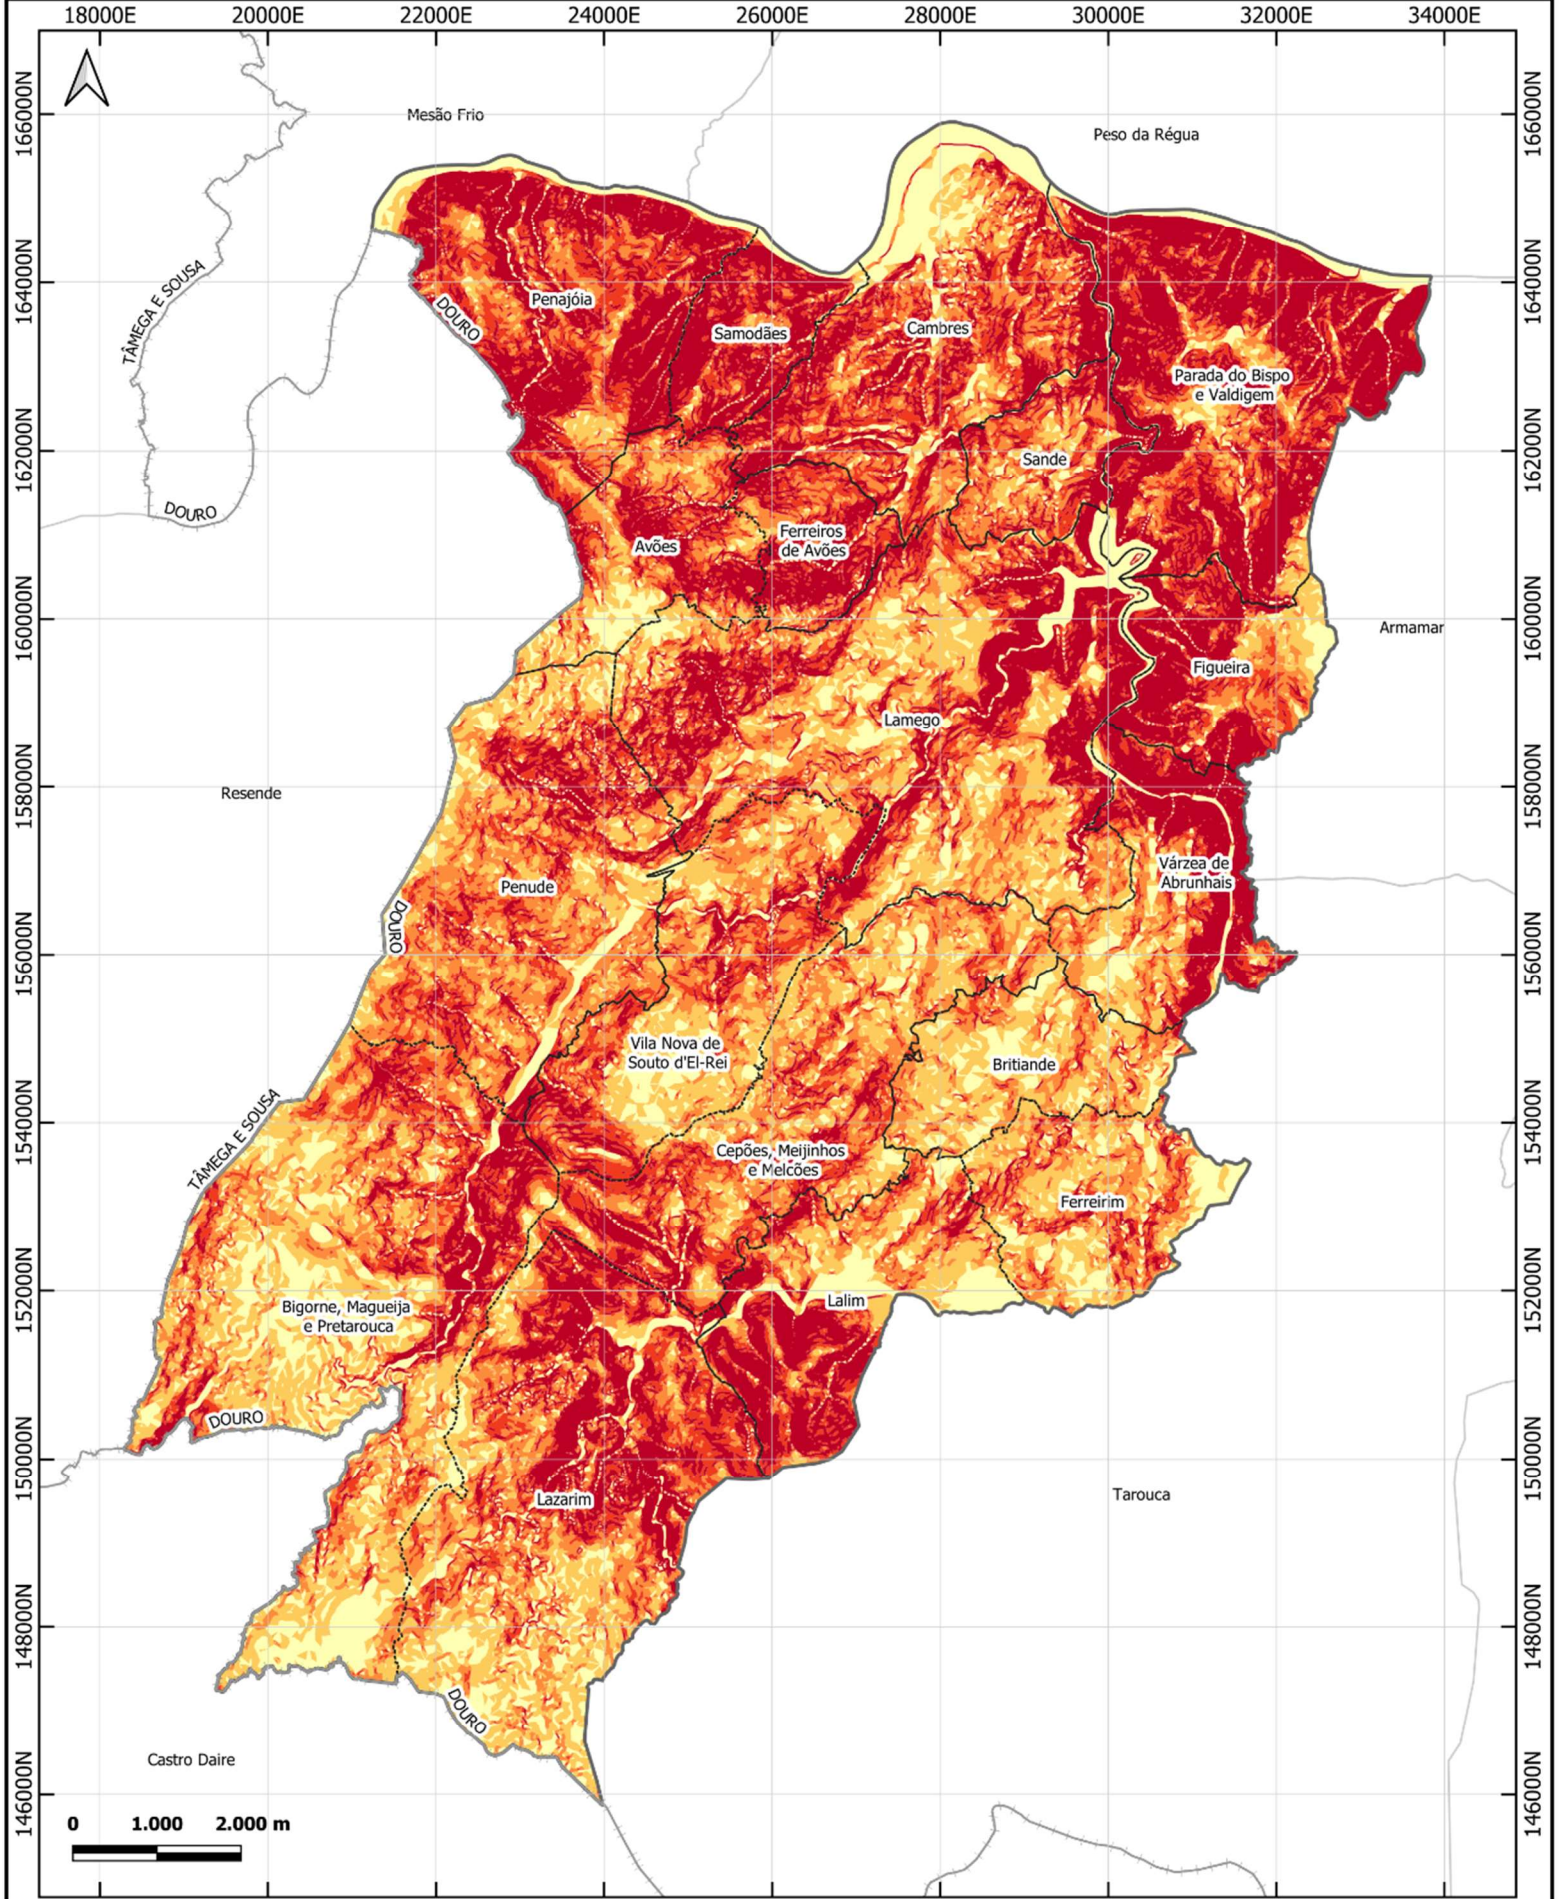 18000E 20000E 22000E 24000E 26000E 28000E 30000E 32000E 34000E
166000N
166000N
Mesão Frio
Peso da Régua
164000N
164000N
TÂMEGA E SOUSA
DOURO
Penajóia
Samodães
Cambres
Parada do Bispo
e Valdigem
162000N
162000N
Sande
DOURO
Avões
Ferreiros
de Avões
160000N
160000N
Armamar
Figueira
Lamego
158000N
158000N
Resende
Várzea de
Abrunhais
Penude
DOURO
156000N
156000N
Vila Nova de
Souto d'El-Rei
Britiande
154000N
154000N
TÂMEGA E SOUSA
Cepões, Meijinhos
e Melcões
Ferreirim
152000N
152000N
Bigorne, Magueija
e Pretarouca
Lalim
DOURO
150000N
150000N
Lazarim
Tarouca
148000N
148000N
DOURO
Castro Daire
146000N
146000N
0 1.000 2.000 m